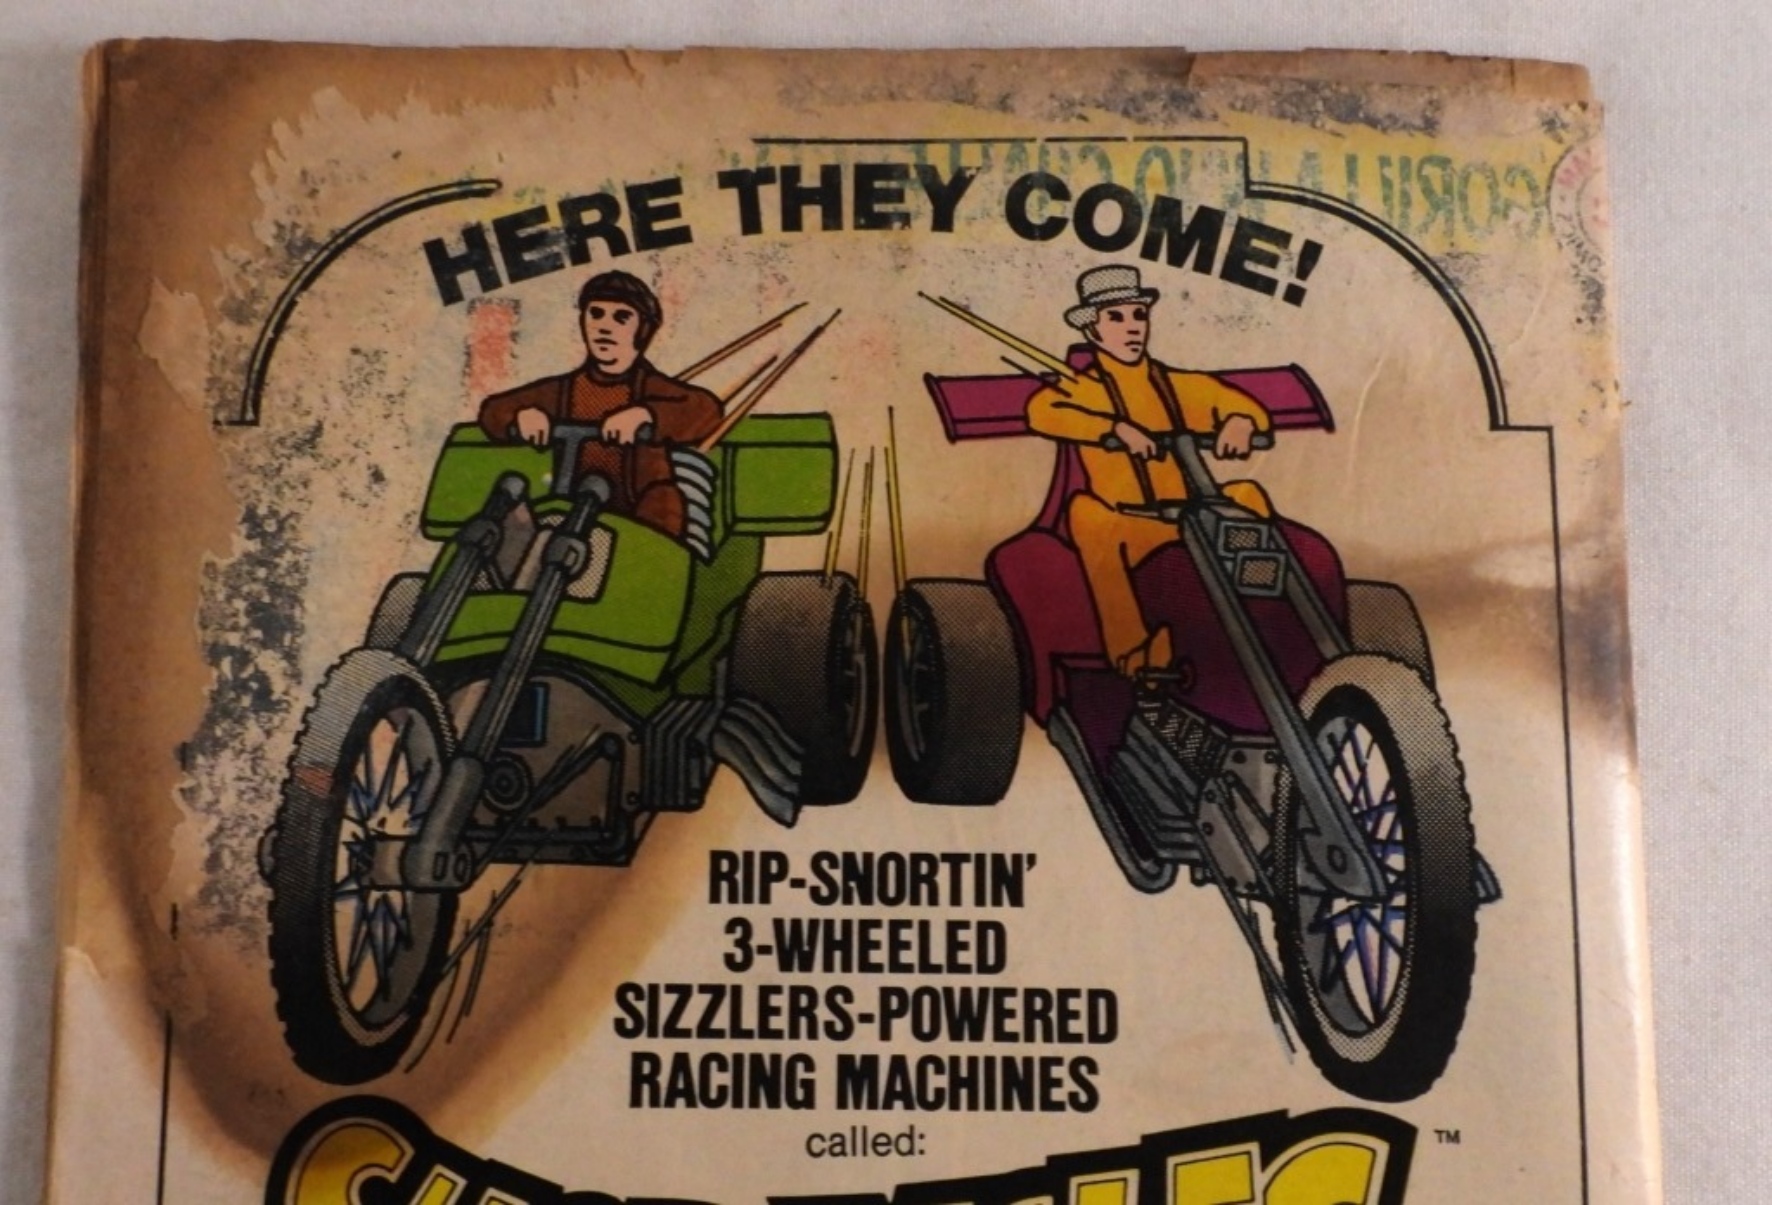 HERE THEY COME!
RIP-SNORTIN'
3-WHEELED
SIZZLERS-POWERED
RACING MACHINES
called:
TM